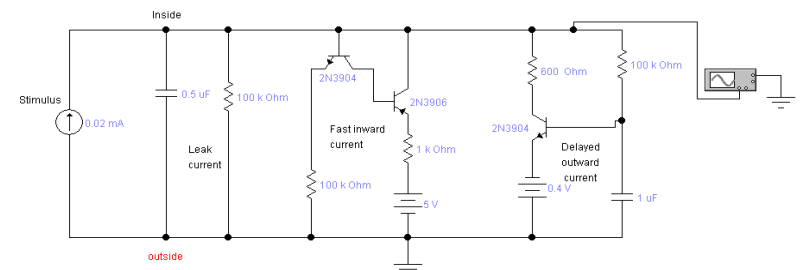 Inside
Stimulus
0.02 mA
0.5 uF
100 k Ohm
Leak
current
2N3904
2N3906
Fast inward
current
1 k Ohm
100 k Ohm
5 V
600 Ohm
100 k Ohm
2N3904
Delayed
outward
current
0.4 V
1 uF
outside